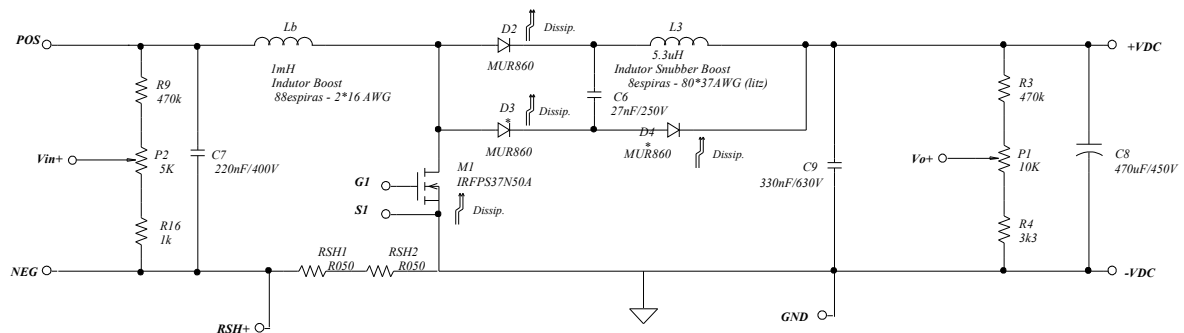 POS
Lb
1mH
Indutor Boost
88espiras - 2*16 AWG
D2
Dissip.
MUR860
L3
5.3uH
Indutor Snubber Boost
8espiras - 80*37AWG (litz)
+VDC
R9
470k
C6
27nF/250V
R3
470k
D3
*
MUR860
Dissip.
D4
*
MUR860
Dissip.
Vin+
P2
5K
C7
220nF/400V
M1
IRFPS37N50A
G1
S1
Dissip.
C9
330nF/630V
Vo+
P1
10K
C8
470uF/450V
R16
1k
R4
3k3
NEG
RSH1
R050
RSH2
R050
-VDC
RSH+
GND